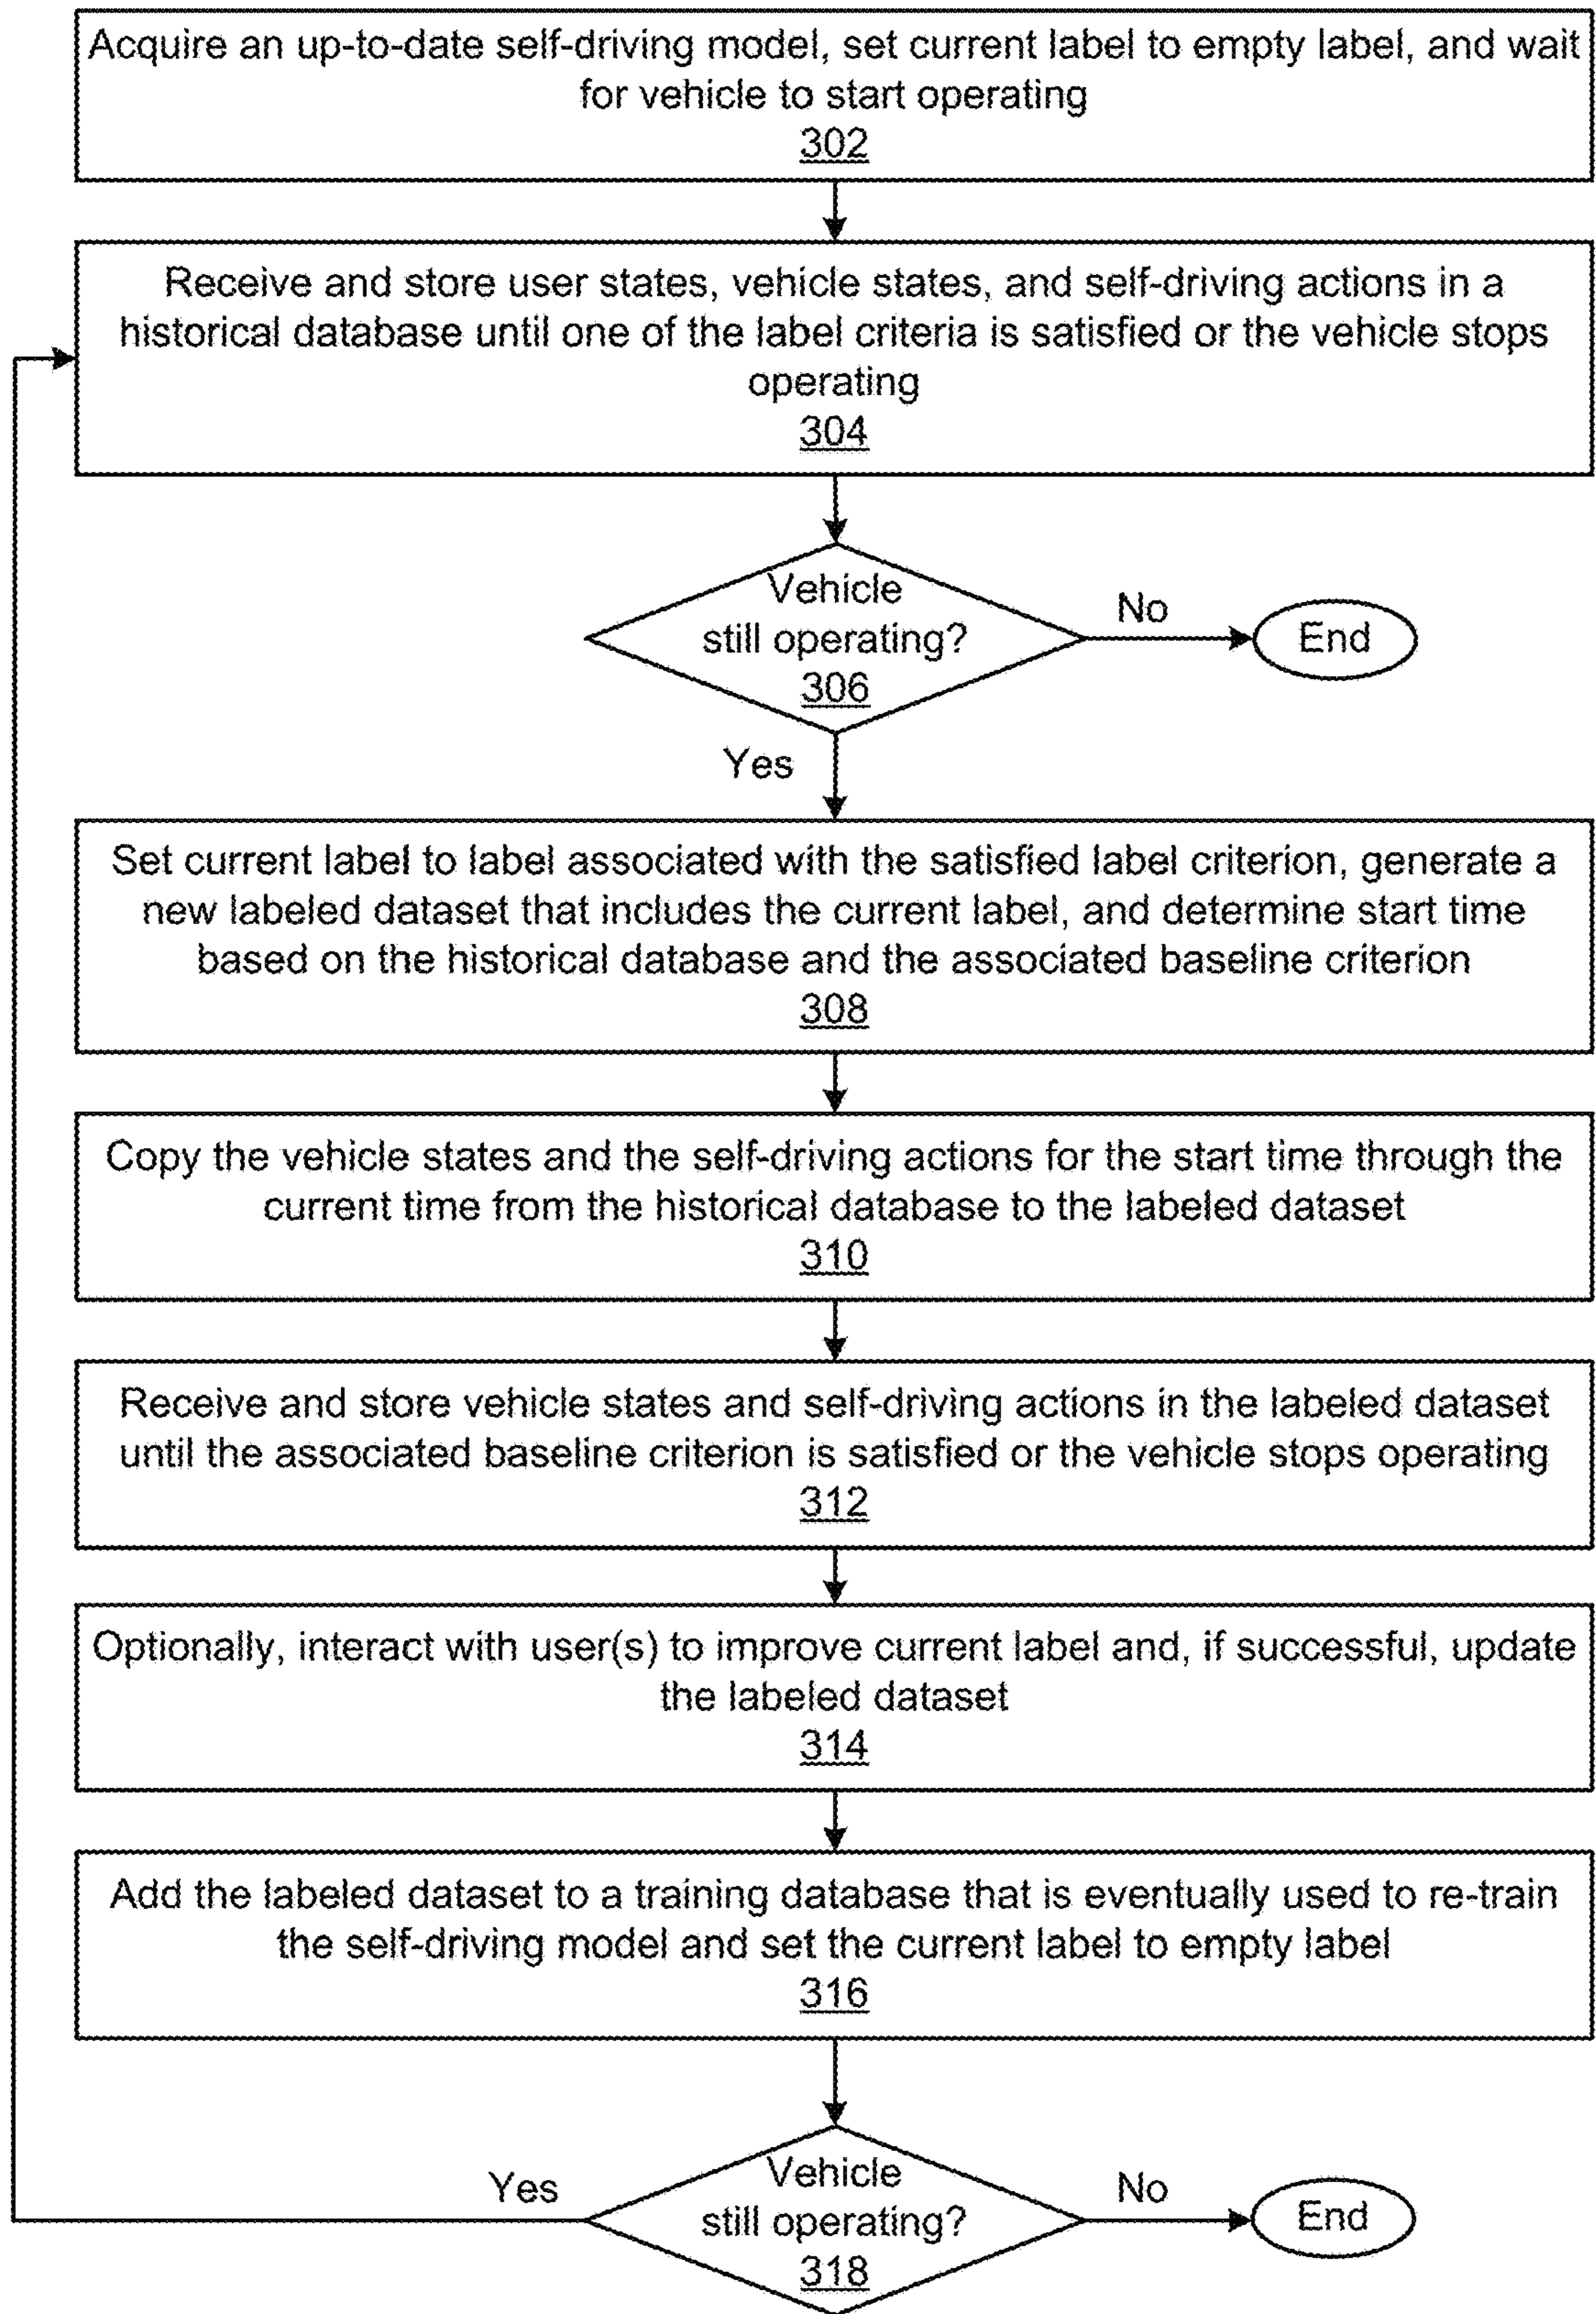 Acquire an up-to-date self-driving model, set current label to empty label, and wait
for vehicle to start operating
302
Receive and store user states, vehicle states, and self-driving actions in a
historical database until one of the label criteria is satisfied or the vehicle stops
operating
304
Vehicle
still operating?
306
No
End
Yes
Set current label to label associated with the satisfied label criterion, generate a
new labeled dataset that includes the current label, and determine start time
based on the historical database and the associated baseline criterion
308
Copy the vehicle states and the self-driving actions for the start time through the
current time from the historical database to the labeled dataset
310
Receive and store vehicle states and self-driving actions in the labeled dataset
until the associated baseline criterion is satisfied or the vehicle stops operating
312
Optionally, interact with user(s) to improve current label and, if successful, update
the labeled dataset
314
Add the labeled dataset to a training database that is eventually used to re-train
the self-driving model and set the current label to empty label
316
Yes
Vehicle
still operating?
318
No
End